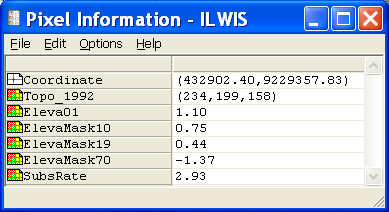 Pixel Information - ILWIS
File Edit Options Help
Coordinate (432902.40,9229357.83)
Topo_1992 (234,199,158)
Eleva01 1.10
ElevaMask10 0.75
ElevaMask19 0.44
ElevaMask70 -1.37
SubsRate 2.93